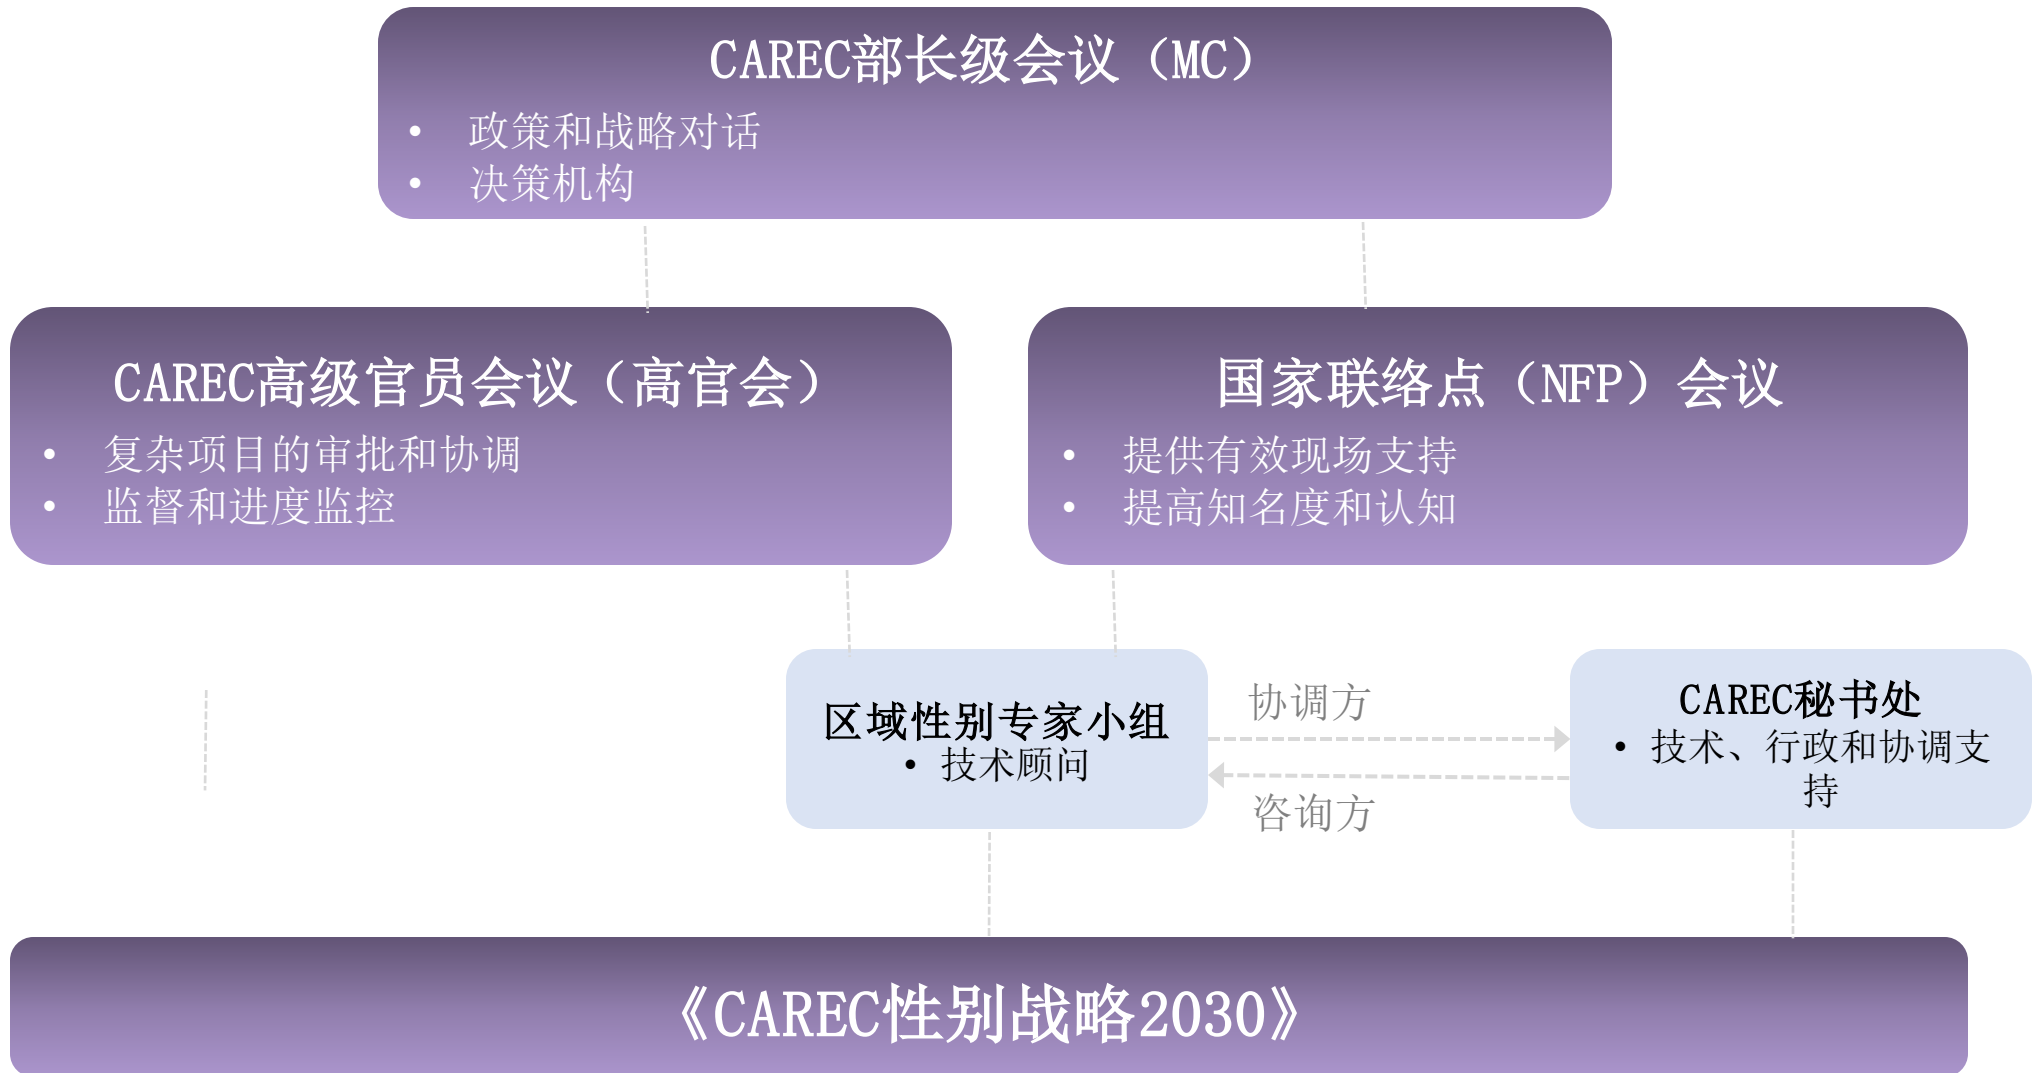 CAREC部长级会议（MC）
• 政策和战略对话
• 决策机构
CAREC高级官员会议（高官会）
• 复杂项目的审批和协调
• 监督和进度监控
国家联络点（NFP）会议
• 提供有效现场支持
• 提高知名度和认知
区域性别专家小组
• 技术顾问
协调方
咨询方
CAREC秘书处
• 技术、行政和协调支
持
《CAREC性别战略2030》